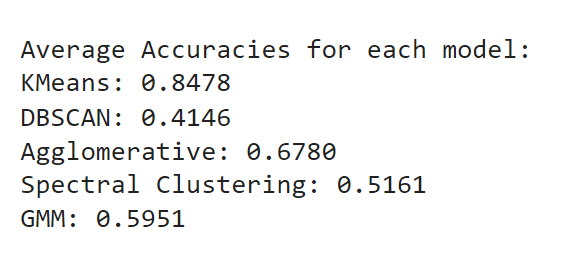 Average Accuracies for each model:
KMeans: 0.8478
DBSCAN: 0.4146
Agglomerative: 0.6780
Spectral Clustering: 0.5161
GMM: 0.5951